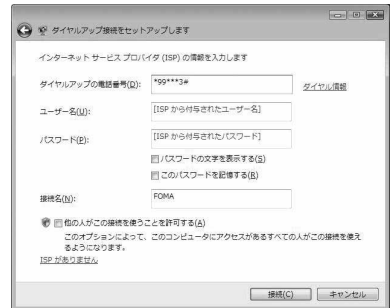 ダイヤルアップ接続をセットアップします
インターネット サービス プロバイダ (ISP) の情報を入力します
ダイヤルアップの電話番号(D): *99***3# ダイヤル情報
ユーザー名(U): [ISP から付与されたユーザー名]
パスワード(P): [ISP から付与されたパスワード]
パスワードの文字を表示する(S)
このパスワードを記憶する(R)
接続名(N): FOMA
他の人がこの接続を使うことを許可する(A)
このオプションによって、このコンピュータにアクセスがあるすべての人がこの接続を使えるようになります。
ISP がありません
接続(C) キャンセル